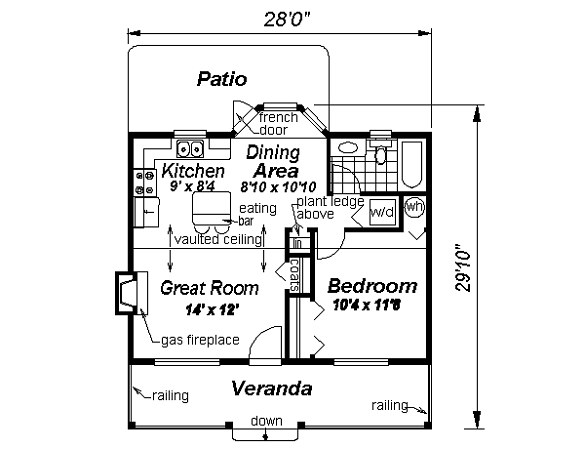 28'0"
Patio
french
door
Dining
Area
8'10 x 10'10
Kitchen
9' x 8'4
eating
bar
plant ledge
above
w/d
wh
vaulted ceiling
lin
coats
29'10"
Great Room
14' x 12'
Bedroom
10'4 x 11'6
gas fireplace
Veranda
railing
railing
down